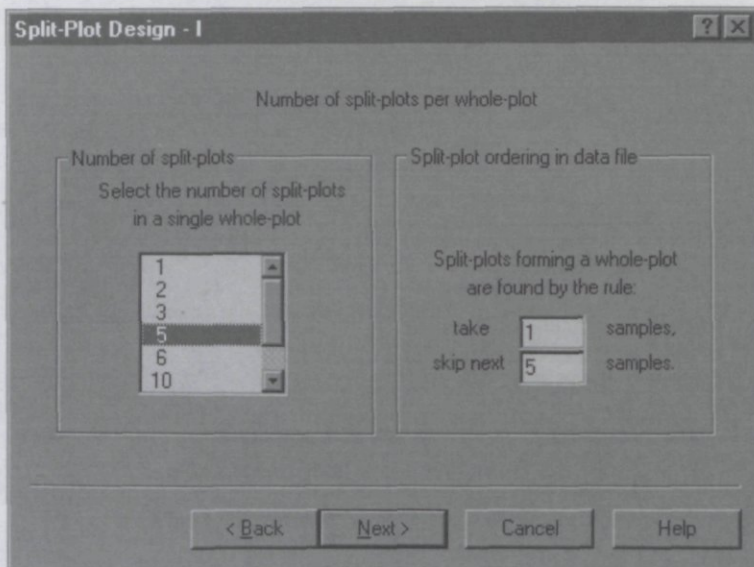 Split-Plot Design - I
Number of split-plots per whole-plot
Number of split-plots
Select the number of split-plots
in a single whole-plot
1
2
3
5
6
10
Split-plot ordering in data file
Split-plots forming a whole-plot
are found by the rule:
take 1 samples,
skip next 5 samples.
< Back
Next >
Cancel
Help